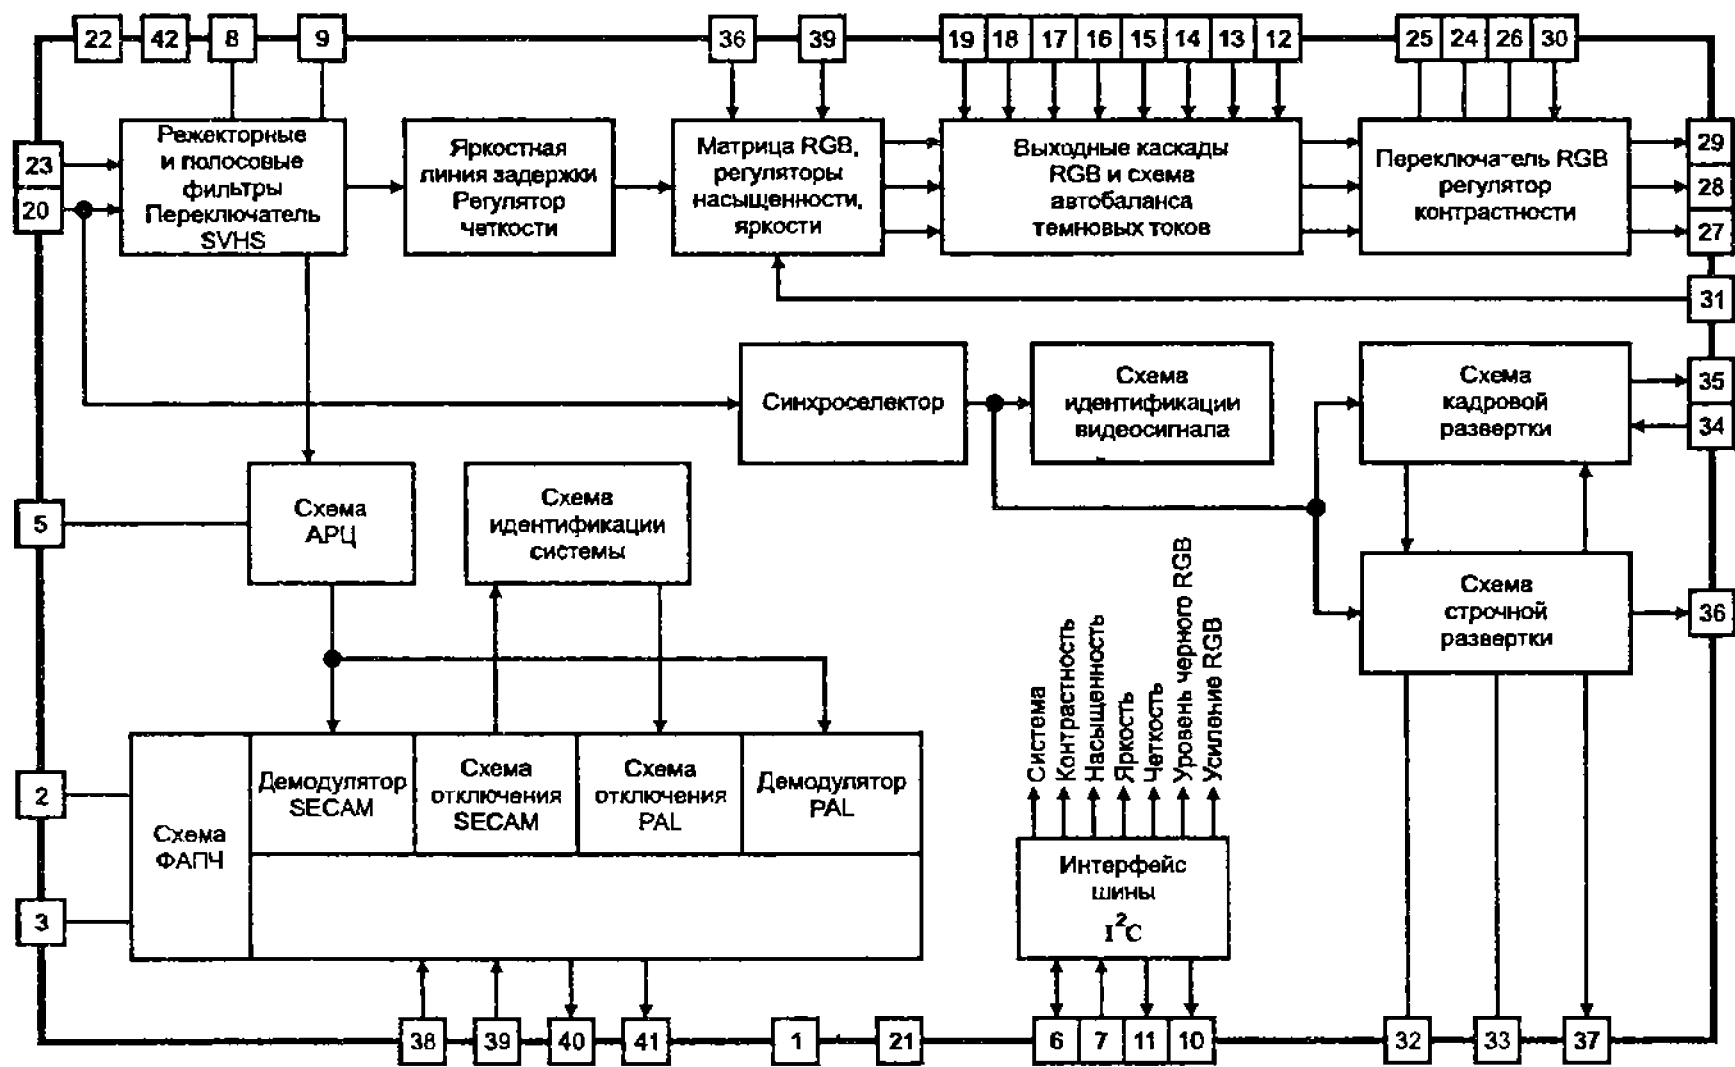 22 42 8 9 36 39 19 18 17 16 15 14 13 12 25 24 26 30
23
20
Режекторные
и полосовые
фильтры
Переключатель
SVHS
Яркостная
линия задержки
Регулятор
четкости
Матрица RGB,
регуляторы
насыщенности,
яркости
Выходные каскады
RGB и схема
автобаланса
темновых токов
Переключатель RGB
регулятор
контрастности
29
28
27
31
Синхроселектор
Схема
идентификации
видеосигнала
Схема
кадровой
развертки
35
34
5
Схема
АРЦ
Схема
идентификации
системы
Схема
строчной
развертки
36
Система
Контрастность
Насыщенность
Яркость
Четкость
Уровень черного RGB
Усиление RGB
2
3
Схема
ФАПЧ
Демодулятор
SECAM
Схема
отключения
SECAM
Схема
отключения
PAL
Демодулятор
PAL
Интерфейс
шины
I²C
38 39 40 41 1 21 6 7 11 10 32 33 37